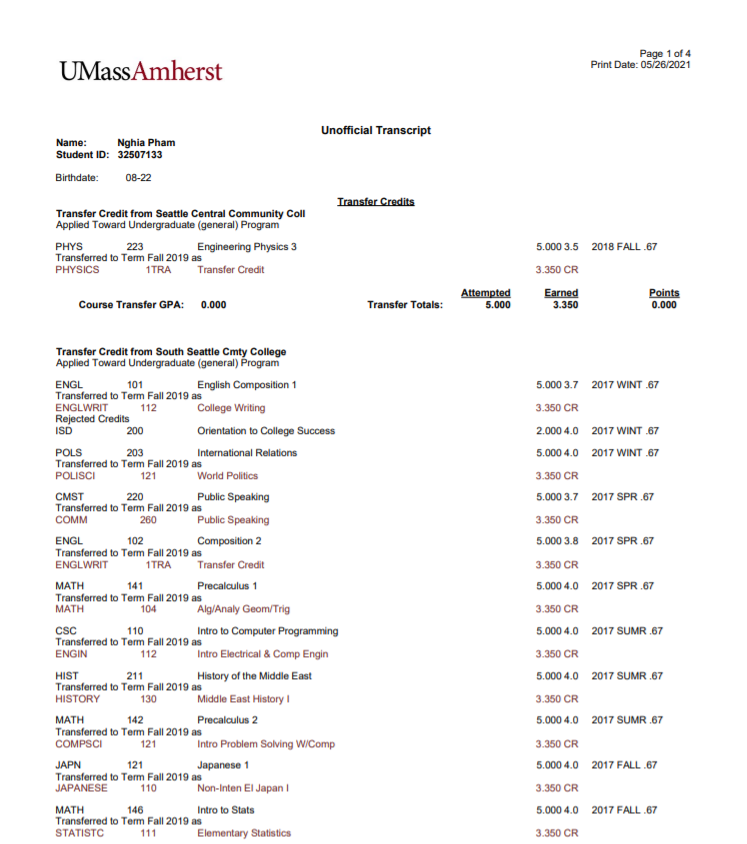 UMassAmherst
Page 1 of 4
Print Date: 05/26/2021
Unofficial Transcript
Name: Nghia Pham
Student ID: 32507133
Birthdate: 08-22
Transfer Credits
Transfer Credit from Seattle Central Community Coll
Applied Toward Undergraduate (general) Program
PHYS 223 Engineering Physics 3 5.000 3.5 2018 FALL .67
Transferred to Term Fall 2019 as
PHYSICS 1TRA Transfer Credit 3.350 CR
Attempted Earned Points
Course Transfer GPA: 0.000 Transfer Totals: 5.000 3.350 0.000
Transfer Credit from South Seattle Cmty College
Applied Toward Undergraduate (general) Program
ENGL 101 English Composition 1 5.000 3.7 2017 WINT .67
Transferred to Term Fall 2019 as
ENGLWRIT 112 College Writing 3.350 CR
Rejected Credits
ISD 200 Orientation to College Success 2.000 4.0 2017 WINT .67
POLS 203 International Relations 5.000 4.0 2017 WINT .67
Transferred to Term Fall 2019 as
POLISCI 121 World Politics 3.350 CR
CMST 220 Public Speaking 5.000 3.7 2017 SPR .67
Transferred to Term Fall 2019 as
COMM 260 Public Speaking 3.350 CR
ENGL 102 Composition 2 5.000 3.8 2017 SPR .67
Transferred to Term Fall 2019 as
ENGLWRIT 1TRA Transfer Credit 3.350 CR
MATH 141 Precalculus 1 5.000 4.0 2017 SPR .67
Transferred to Term Fall 2019 as
MATH 104 Alg/Analy Geom/Trig 3.350 CR
CSC 110 Intro to Computer Programming 5.000 4.0 2017 SUMR .67
Transferred to Term Fall 2019 as
ENGIN 112 Intro Electrical & Comp Engin 3.350 CR
HIST 211 History of the Middle East 5.000 4.0 2017 SUMR .67
Transferred to Term Fall 2019 as
HISTORY 130 Middle East History I 3.350 CR
MATH 142 Precalculus 2 5.000 4.0 2017 SUMR .67
Transferred to Term Fall 2019 as
COMPSCI 121 Intro Problem Solving W/Comp 3.350 CR
JAPN 121 Japanese 1 5.000 4.0 2017 FALL .67
Transferred to Term Fall 2019 as
JAPANESE 110 Non-Inten El Japan I 3.350 CR
MATH 146 Intro to Stats 5.000 4.0 2017 FALL .67
Transferred to Term Fall 2019 as
STATISTC 111 Elementary Statistics 3.350 CR